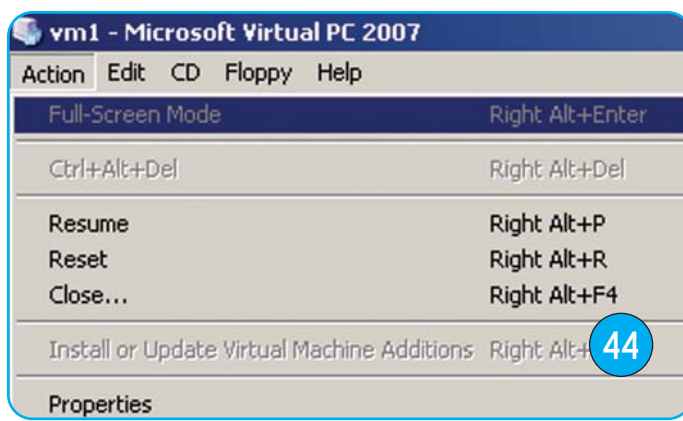 vm1 - Microsoft Virtual PC 2007
Action Edit CD Floppy Help
Full-Screen Mode Right Alt+Enter
Ctrl+Alt+Del Right Alt+Del
Resume Right Alt+P
Reset Right Alt+R
Close... Right Alt+F4
Install or Update Virtual Machine Additions Right Alt+ 44
Properties